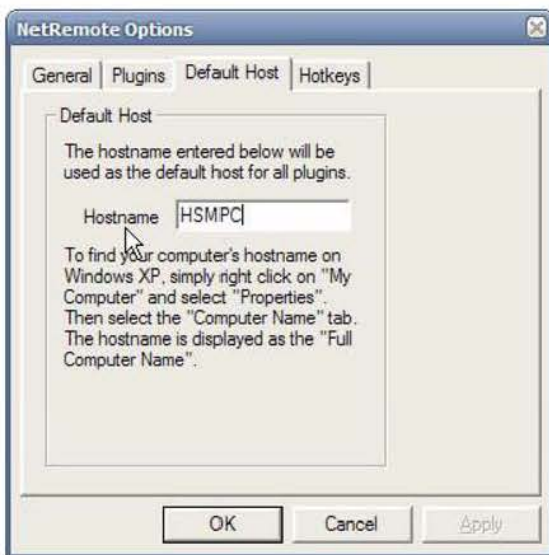 NetRemote Options
General Plugins Default Host Hotkeys
Default Host
The hostname entered below will be
used as the default host for all plugins.
Hostname HSMPC
To find your computer's hostname on
Windows XP, simply right click on "My
Computer" and select "Properties".
Then select the "Computer Name" tab.
The hostname is displayed as the "Full
Computer Name".
OK Cancel Apply